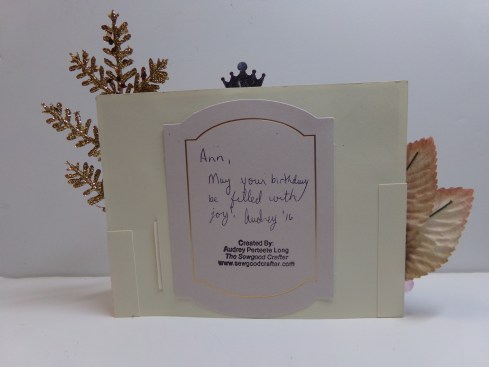 Ann,
May your birthday
be filled with
joy! Audrey '16
Created By:
Audrey Perteete Long
The Sewgood Crafter
www.sewgoodcrafter.com